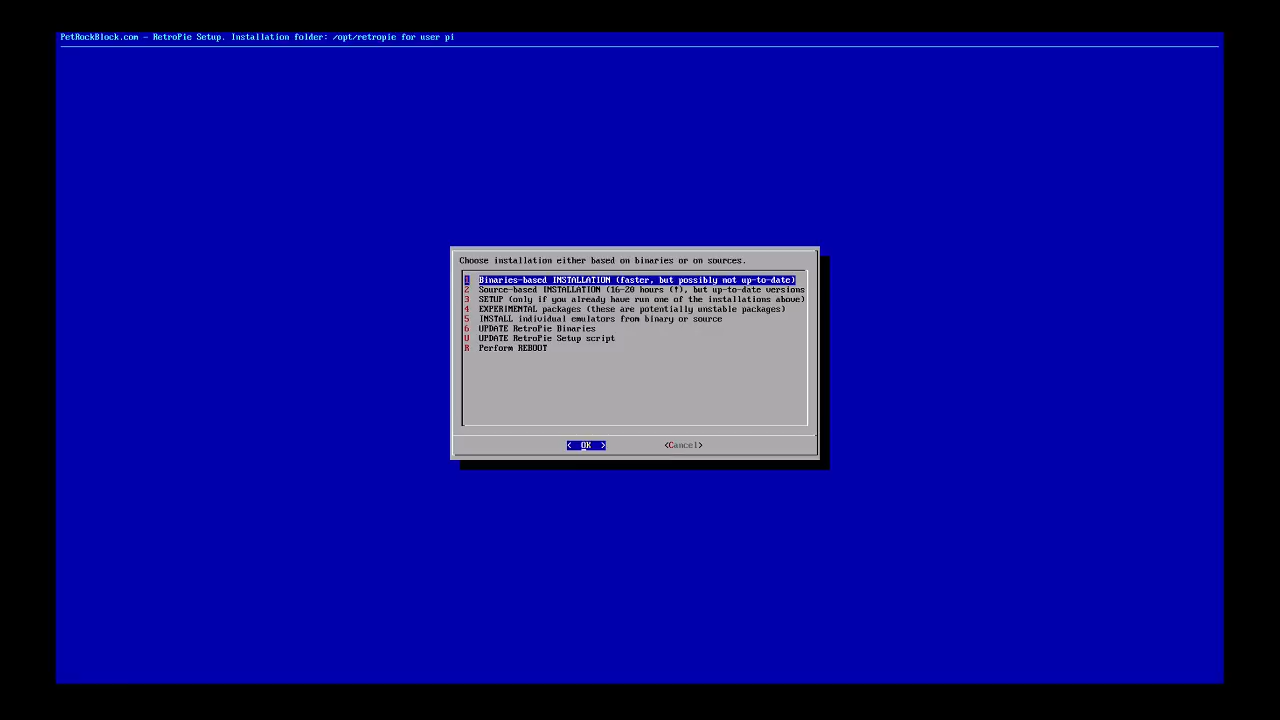 PetRockBlock.com - RetroPie Setup. Installation folder: /opt/retropie for user pi
Choose installation either based on binaries or on sources.
1 Binaries-based INSTALLATION (faster, but possibly not up-to-date)
2 Source-based INSTALLATION (16-20 hours (!), but up-to-date versions
3 SETUP (only if you already have run one of the installations above)
4 EXPERIMENTAL packages (these are potentially unstable packages)
5 INSTALL individual emulators from binary or source
6 UPDATE RetroPie Binaries
U UPDATE RetroPie Setup script
R Perform REBOOT
< OK > <Cancel>